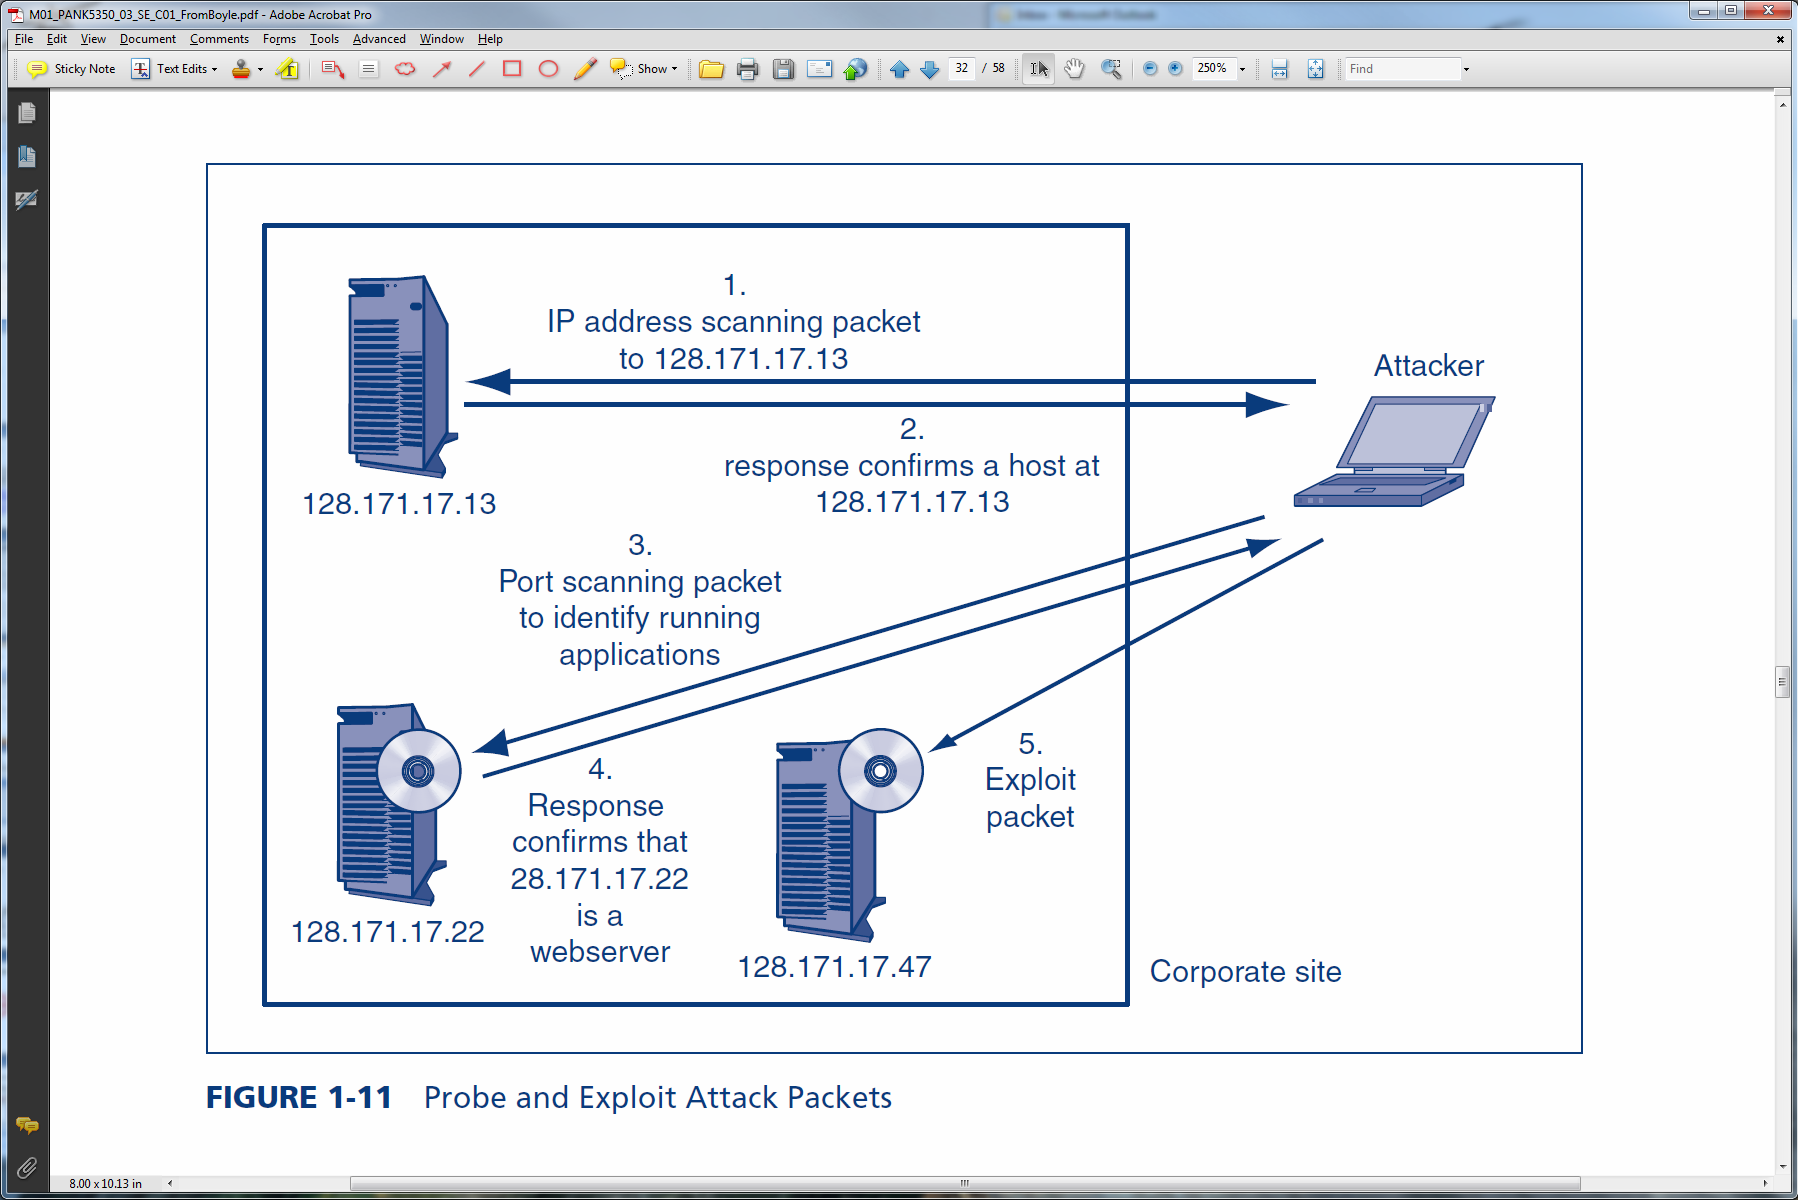 M01_PANK5350_03_SE_C01_FromBoyle.pdf - Adobe Acrobat Pro
Inbox - Microsoft Outlook
File Edit View Document Comments Forms Tools Advanced Window Help
Sticky Note Text Edits Show 32 / 58 250% Find
1.
IP address scanning packet
to 128.171.17.13
Attacker
2.
response confirms a host at
128.171.17.13
128.171.17.13
3.
Port scanning packet
to identify running
applications
4.
Response
confirms that
28.171.17.22
is a
webserver
128.171.17.22
5.
Exploit
packet
128.171.17.47
Corporate site
FIGURE 1-11 Probe and Exploit Attack Packets
8.00 x 10.13 in